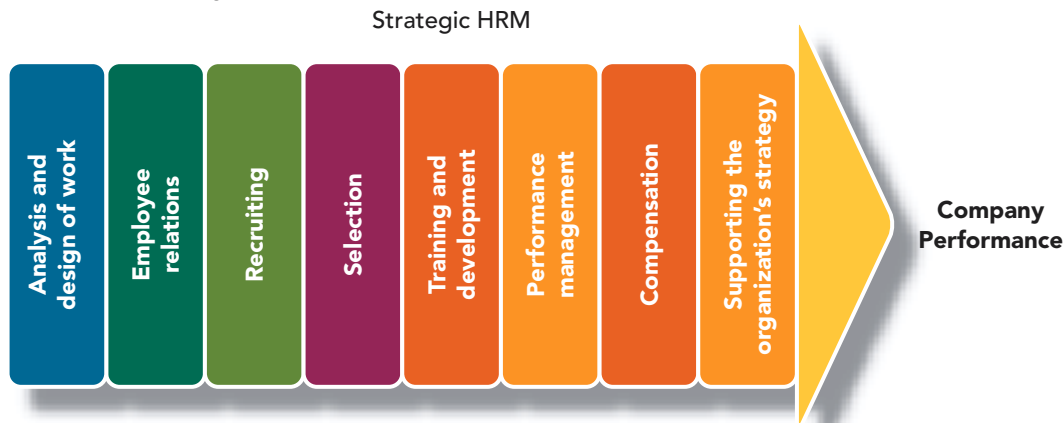 Strategic HRM
Analysis and
design of work
Employee
relations
Recruiting
Selection
Training and
development
Performance
management
Compensation
Supporting the
organization's strategy
Company
Performance